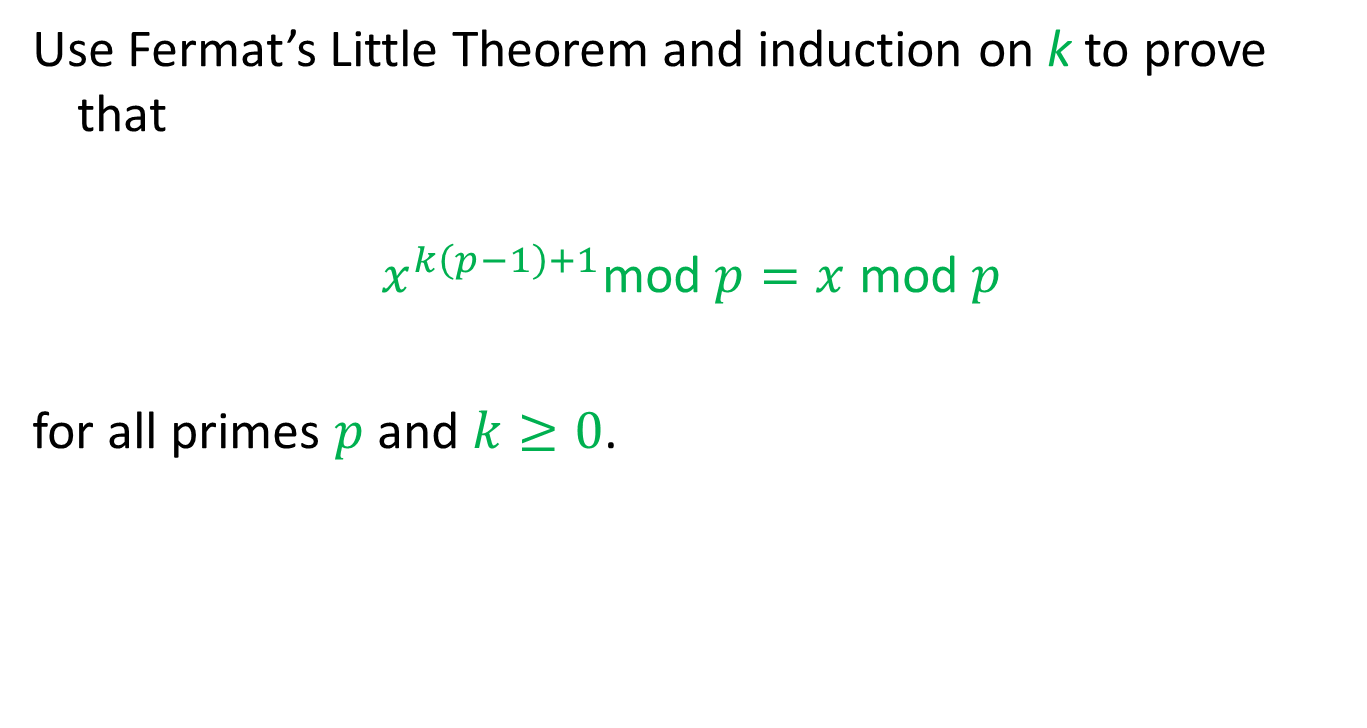 Use Fermat’s Little Theorem and induction on k to prove
that
x^{k(p−1)+1} mod p = x mod p
for all primes p and k ≥ 0.